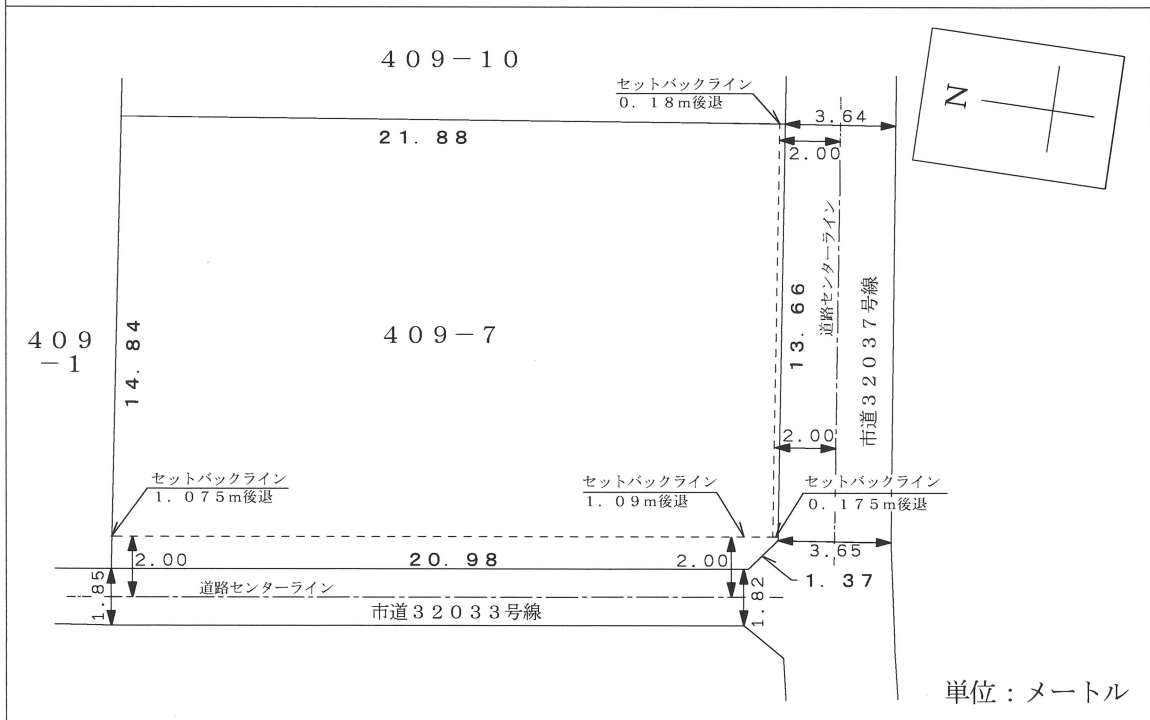 409－10
セットバックライン
0．18m後退
3.64
N
21.88
2.00
道路センターライン
13.66
市道32037号線
409
－1
14.84
409－7
2.00
セットバックライン
1．075m後退
セットバックライン
1．09m後退
セットバックライン
0．175m後退
2.00
20.98
2.00
3.65
1.37
1.85
道路センターライン
1.82
市道32033号線
単位：メートル